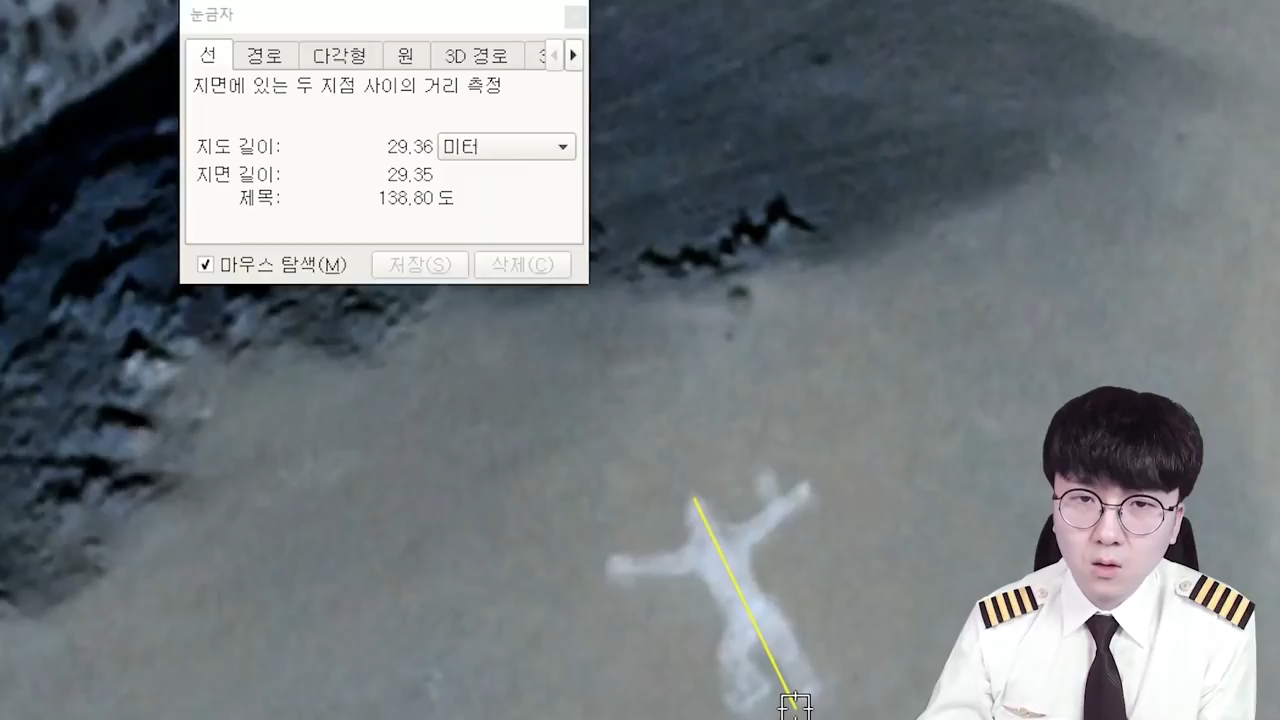 눈금자
선 경로 다각형 원 3D 경로
지면에 있는 두 지점 사이의 거리 측정
지도 길이: 29.36 미터
지면 길이: 29.35
제목: 138.80 도
마우스 탐색(M) 저장(S) 삭제(C)